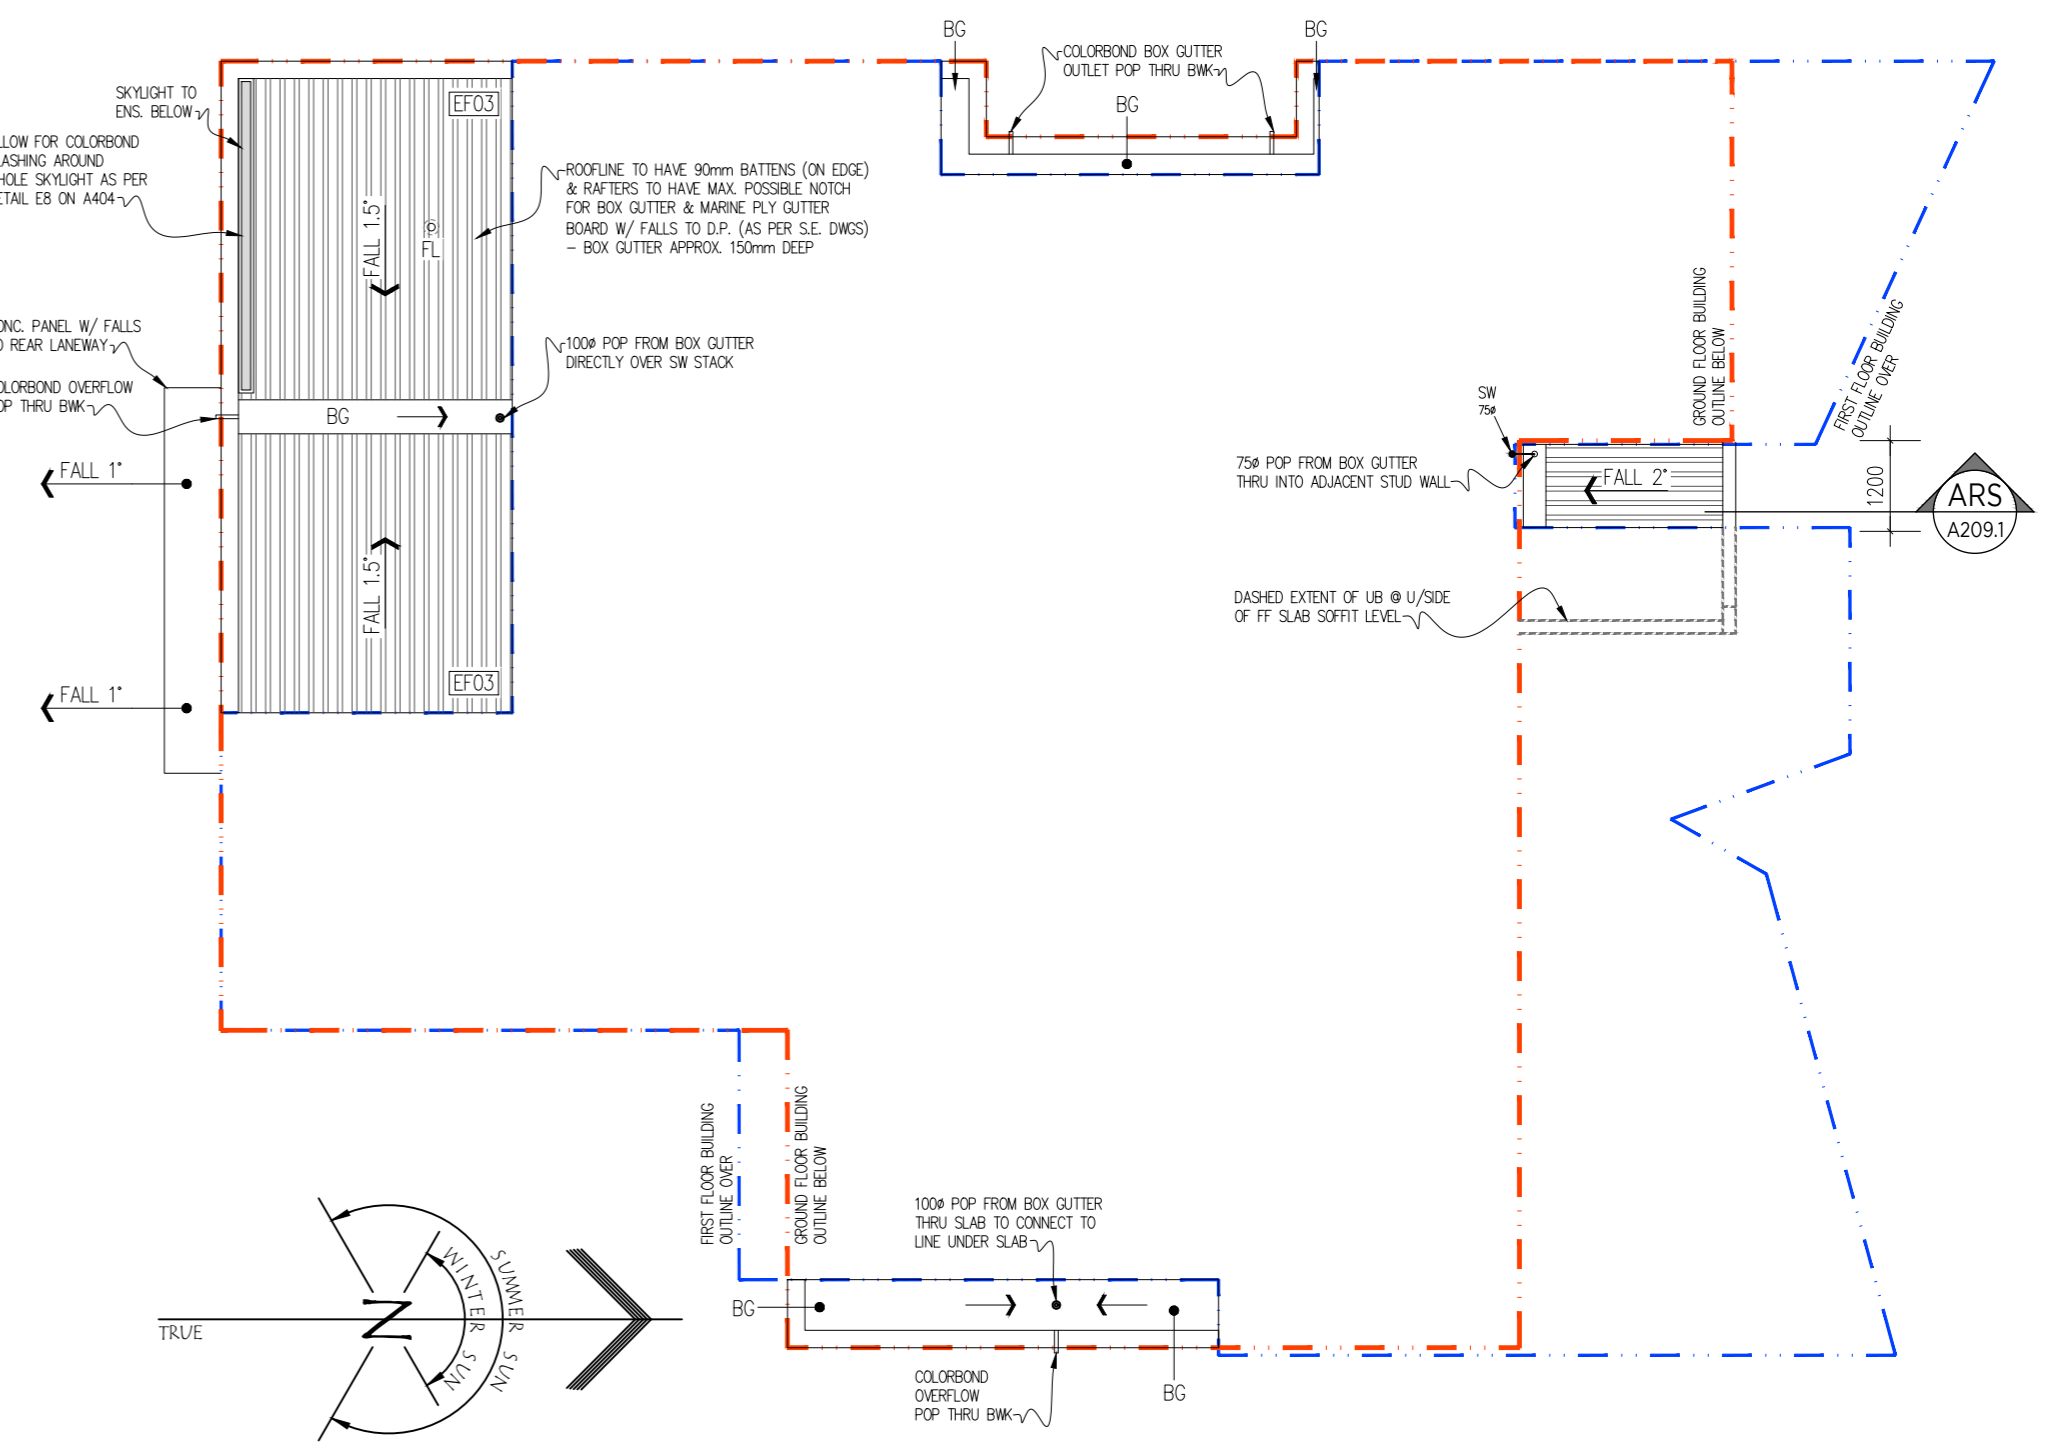 BG
BG
COLORBOND BOX GUTTER
OUTLET POP THRU BWK
BG
SKYLIGHT TO
ENS. BELOW
EF03
LLOW FOR COLORBOND
LASHING AROUND
HOLE SKYLIGHT AS PER
ETAIL E8 ON A404
ROOFLINE TO HAVE 90mm BATTENS (ON EDGE)
& RAFTERS TO HAVE MAX. POSSIBLE NOTCH
FOR BOX GUTTER & MARINE PLY GUTTER
BOARD W/ FALLS TO D.P. (AS PER S.E. DWGS)
- BOX GUTTER APPROX. 150mm DEEP
FALL 1.5°
FL
ONC. PANEL W/ FALLS
O REAR LANEWAY
100ø POP FROM BOX GUTTER
DIRECTLY OVER SW STACK
OLORBOND OVERFLOW
OP THRU BWK
BG
GROUND FLOOR BUILDING
OUTLINE BELOW
FIRST FLOOR BUILDING
OUTLINE OVER
SW
75ø
FALL 1°
75ø POP FROM BOX GUTTER
THRU INTO ADJACENT STUD WALL
FALL 2°
1200
ARS
A209.1
FALL 1.5°
DASHED EXTENT OF UB @ U/SIDE
OF FF SLAB SOFFIT LEVEL
EF03
FALL 1°
FIRST FLOOR BUILDING
OUTLINE OVER
GROUND FLOOR BUILDING
OUTLINE BELOW
100ø POP FROM BOX GUTTER
THRU SLAB TO CONNECT TO
LINE UNDER SLAB
BG
TRUE
N
WINTER SUN
SUMMER SUN
COLORBOND
OVERFLOW
POP THRU BWK
BG